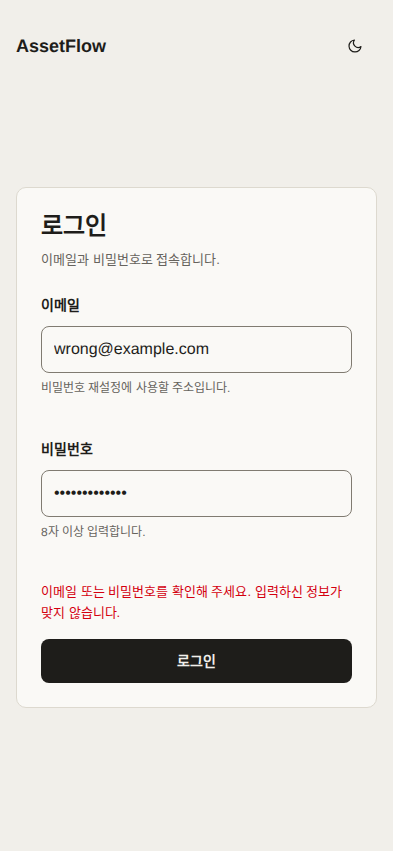 AssetFlow
로그인
이메일과 비밀번호로 접속합니다.
이메일
wrong@example.com
비밀번호 재설정에 사용할 주소입니다.
비밀번호
•••••••••••••
8자 이상 입력합니다.
이메일 또는 비밀번호를 확인해 주세요. 입력하신 정보가
맞지 않습니다.
로그인